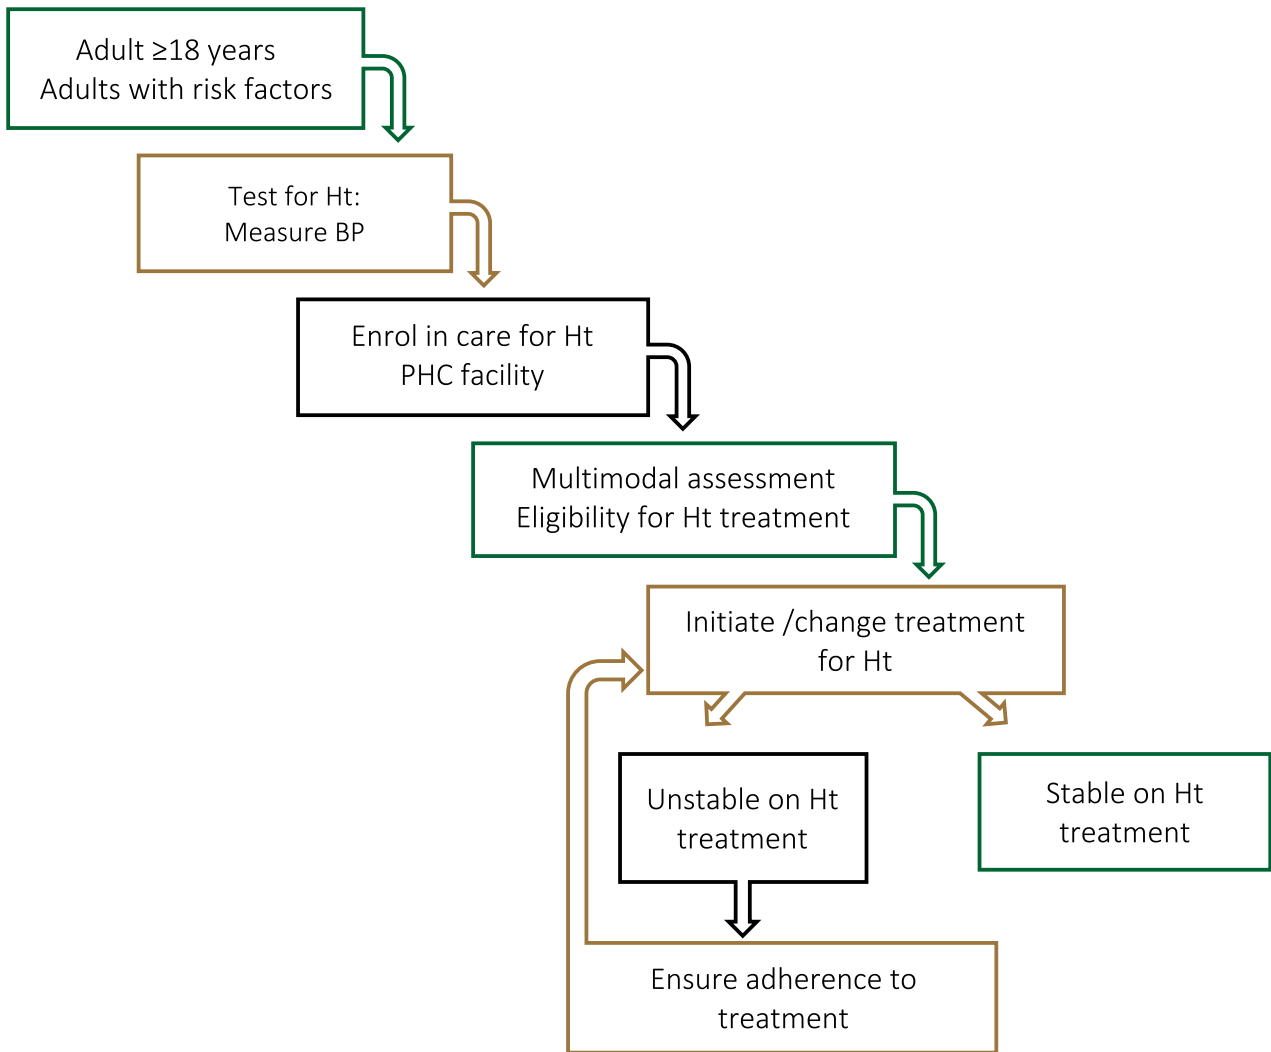 Adult ≥18 years
Adults with risk factors
Test for Ht:
Measure BP
Enrol in care for Ht
PHC facility
Multimodal assessment
Eligibility for Ht treatment
Initiate /change treatment
for Ht
Unstable on Ht
treatment
Stable on Ht
treatment
Ensure adherence to
treatment